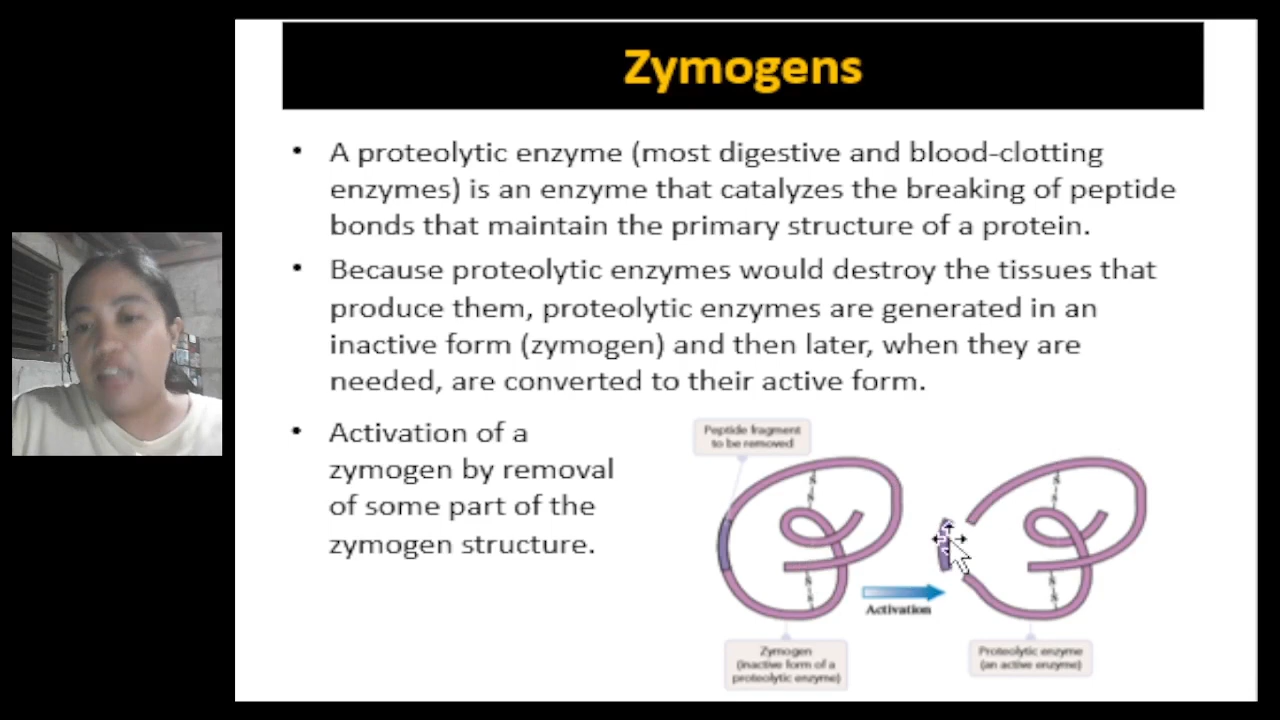 Zymogens
• A proteolytic enzyme (most digestive and blood-clotting
enzymes) is an enzyme that catalyzes the breaking of peptide
bonds that maintain the primary structure of a protein.
• Because proteolytic enzymes would destroy the tissues that
produce them, proteolytic enzymes are generated in an
inactive form (zymogen) and then later, when they are
needed, are converted to their active form.
• Activation of a
zymogen by removal
of some part of the
zymogen structure.
Peptide fragment
to be removed
S
S
S
S
S
S
S
S
Activation
Zymogen
(inactive form of a
proteolytic enzyme)
Proteolytic enzyme
(an active enzyme)